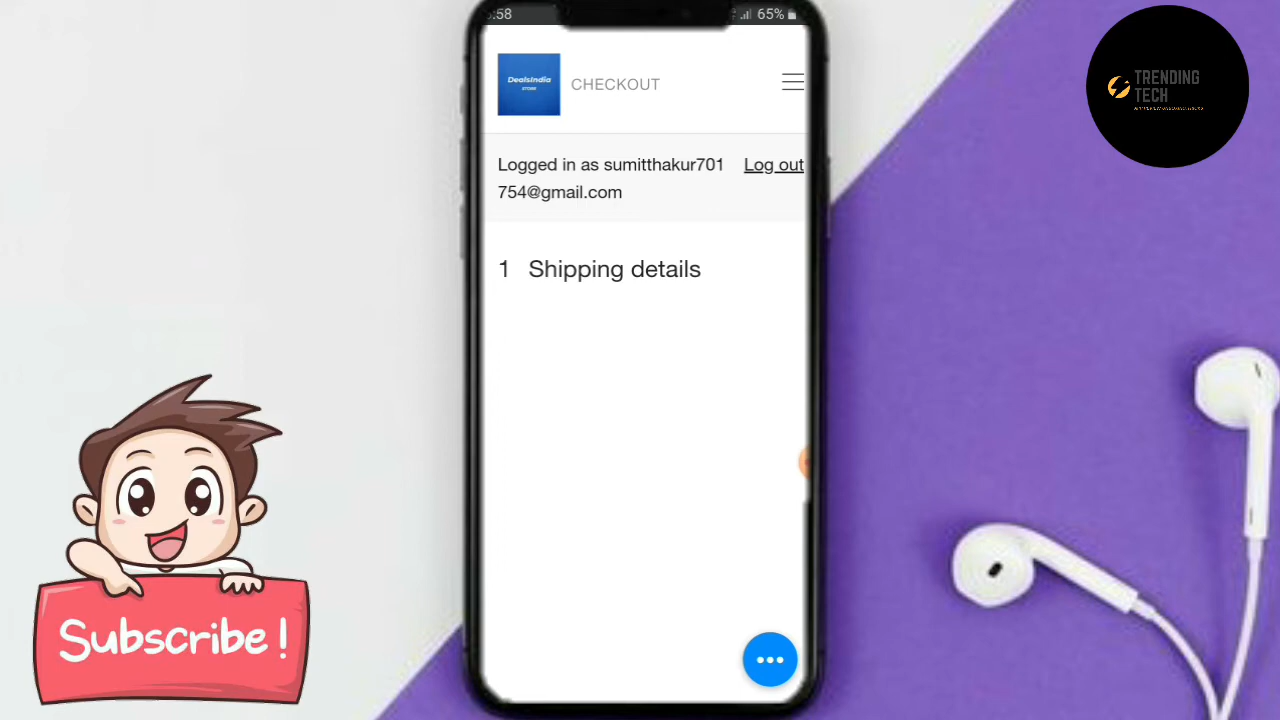 :58
65%
DealsIndia
STORE
CHECKOUT
Logged in as sumitthakur701
754@gmail.com
Log out
1 Shipping details
TRENDING
TECH
Subscribe!